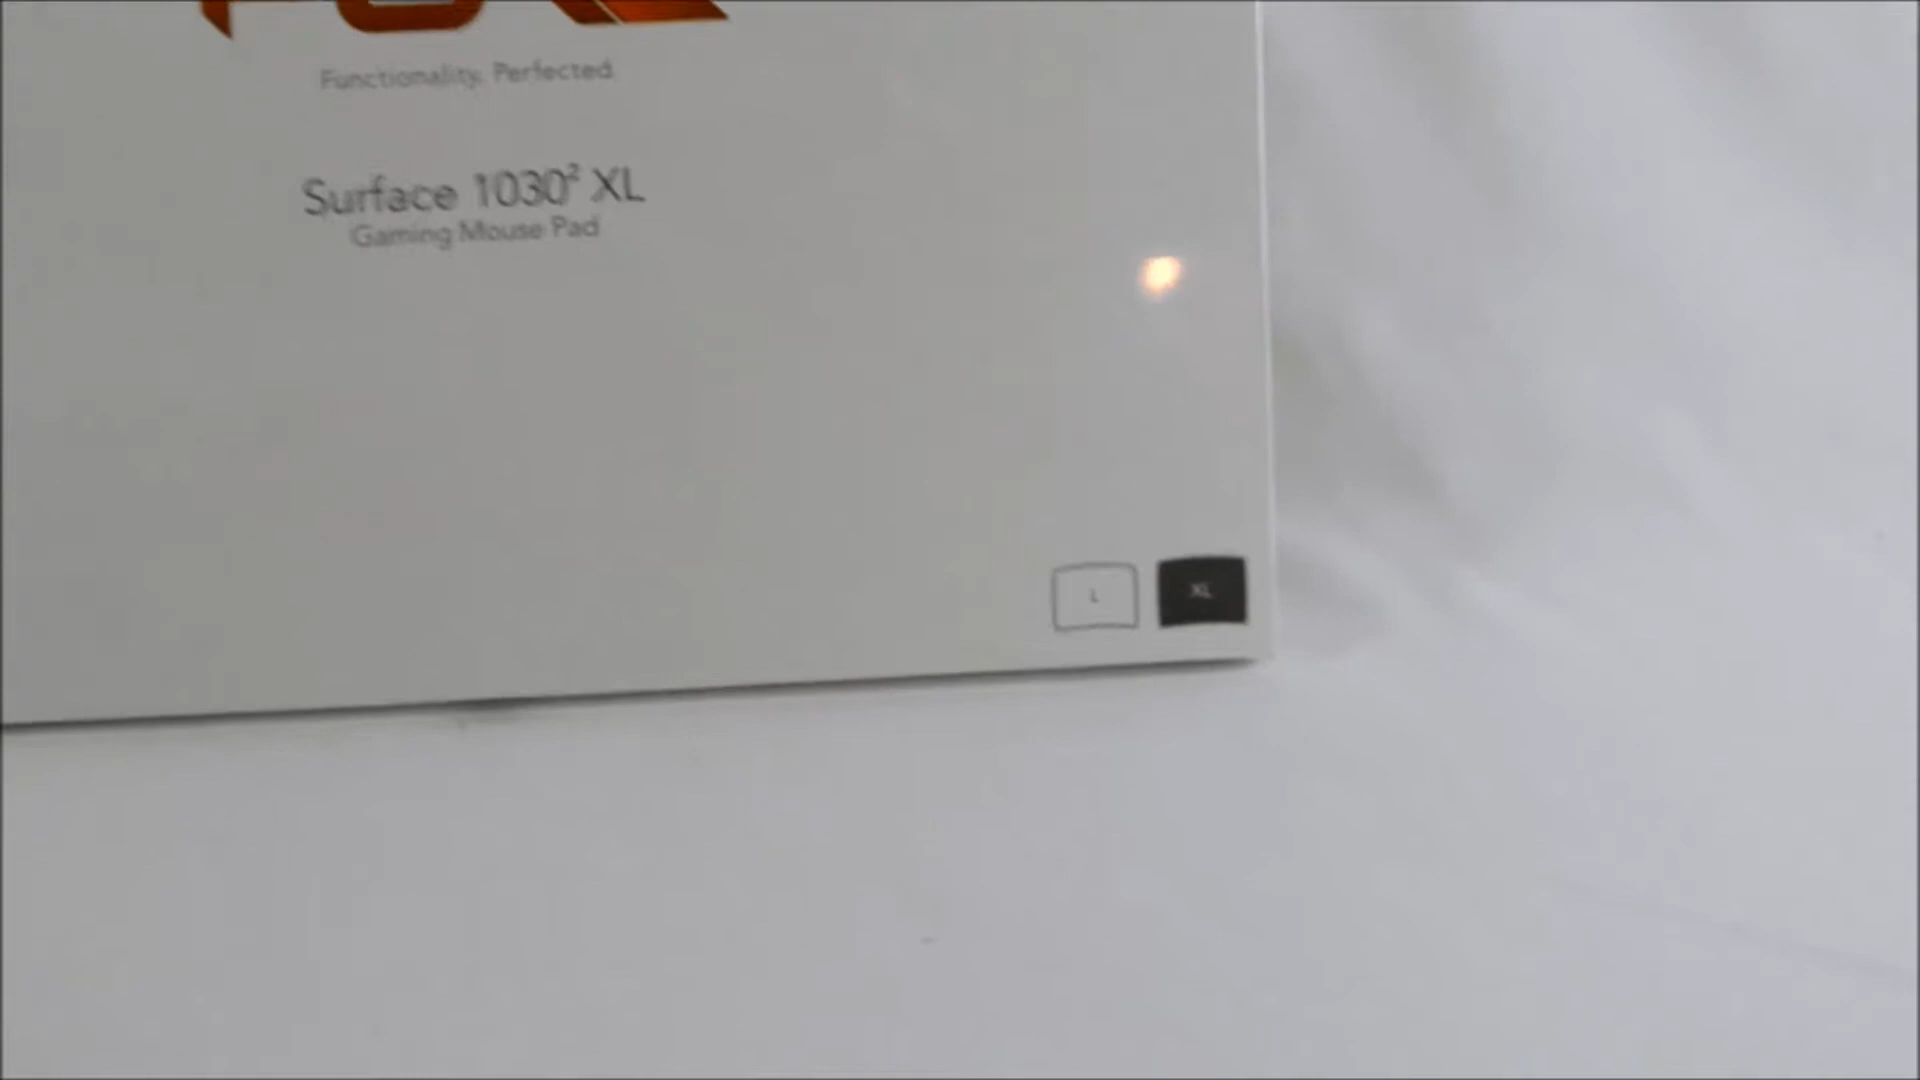 Functionality. Perfected.
Surface 1030² XL
Gaming Mouse Pad
L
XL